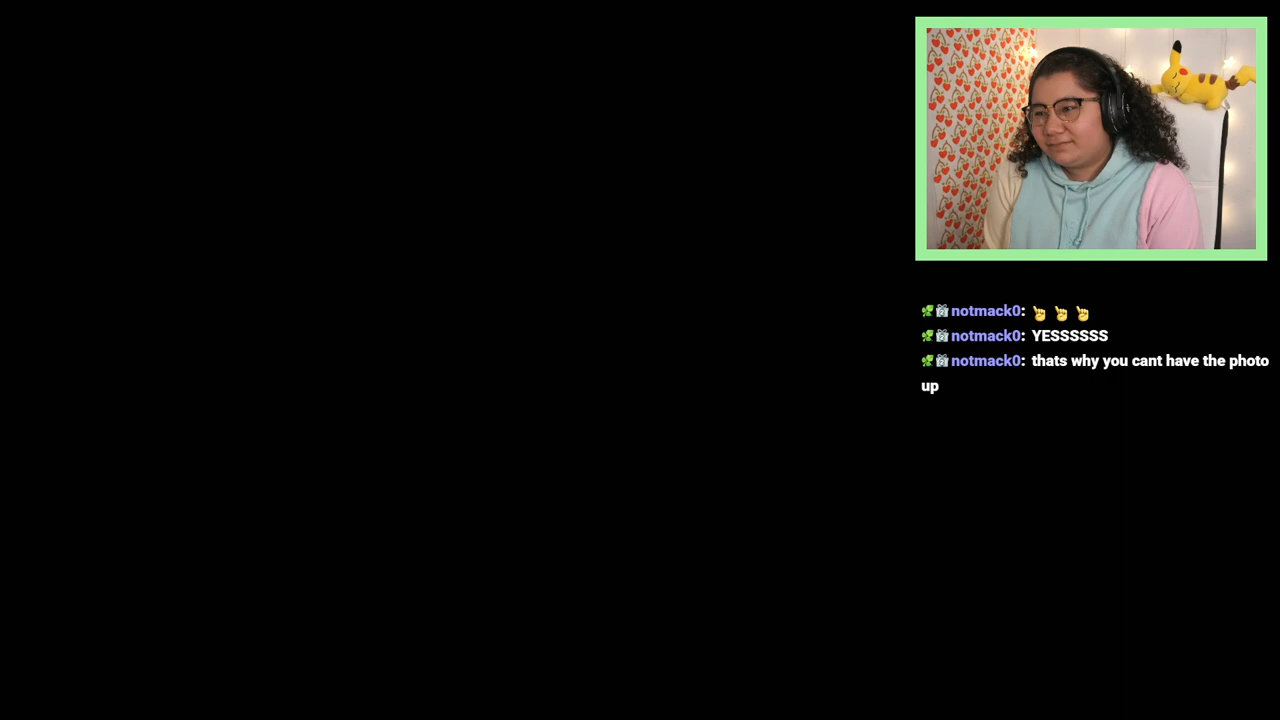 notmack0: 👆 👆 👆
notmack0: YESSSSSS
notmack0: thats why you cant have the photo
up